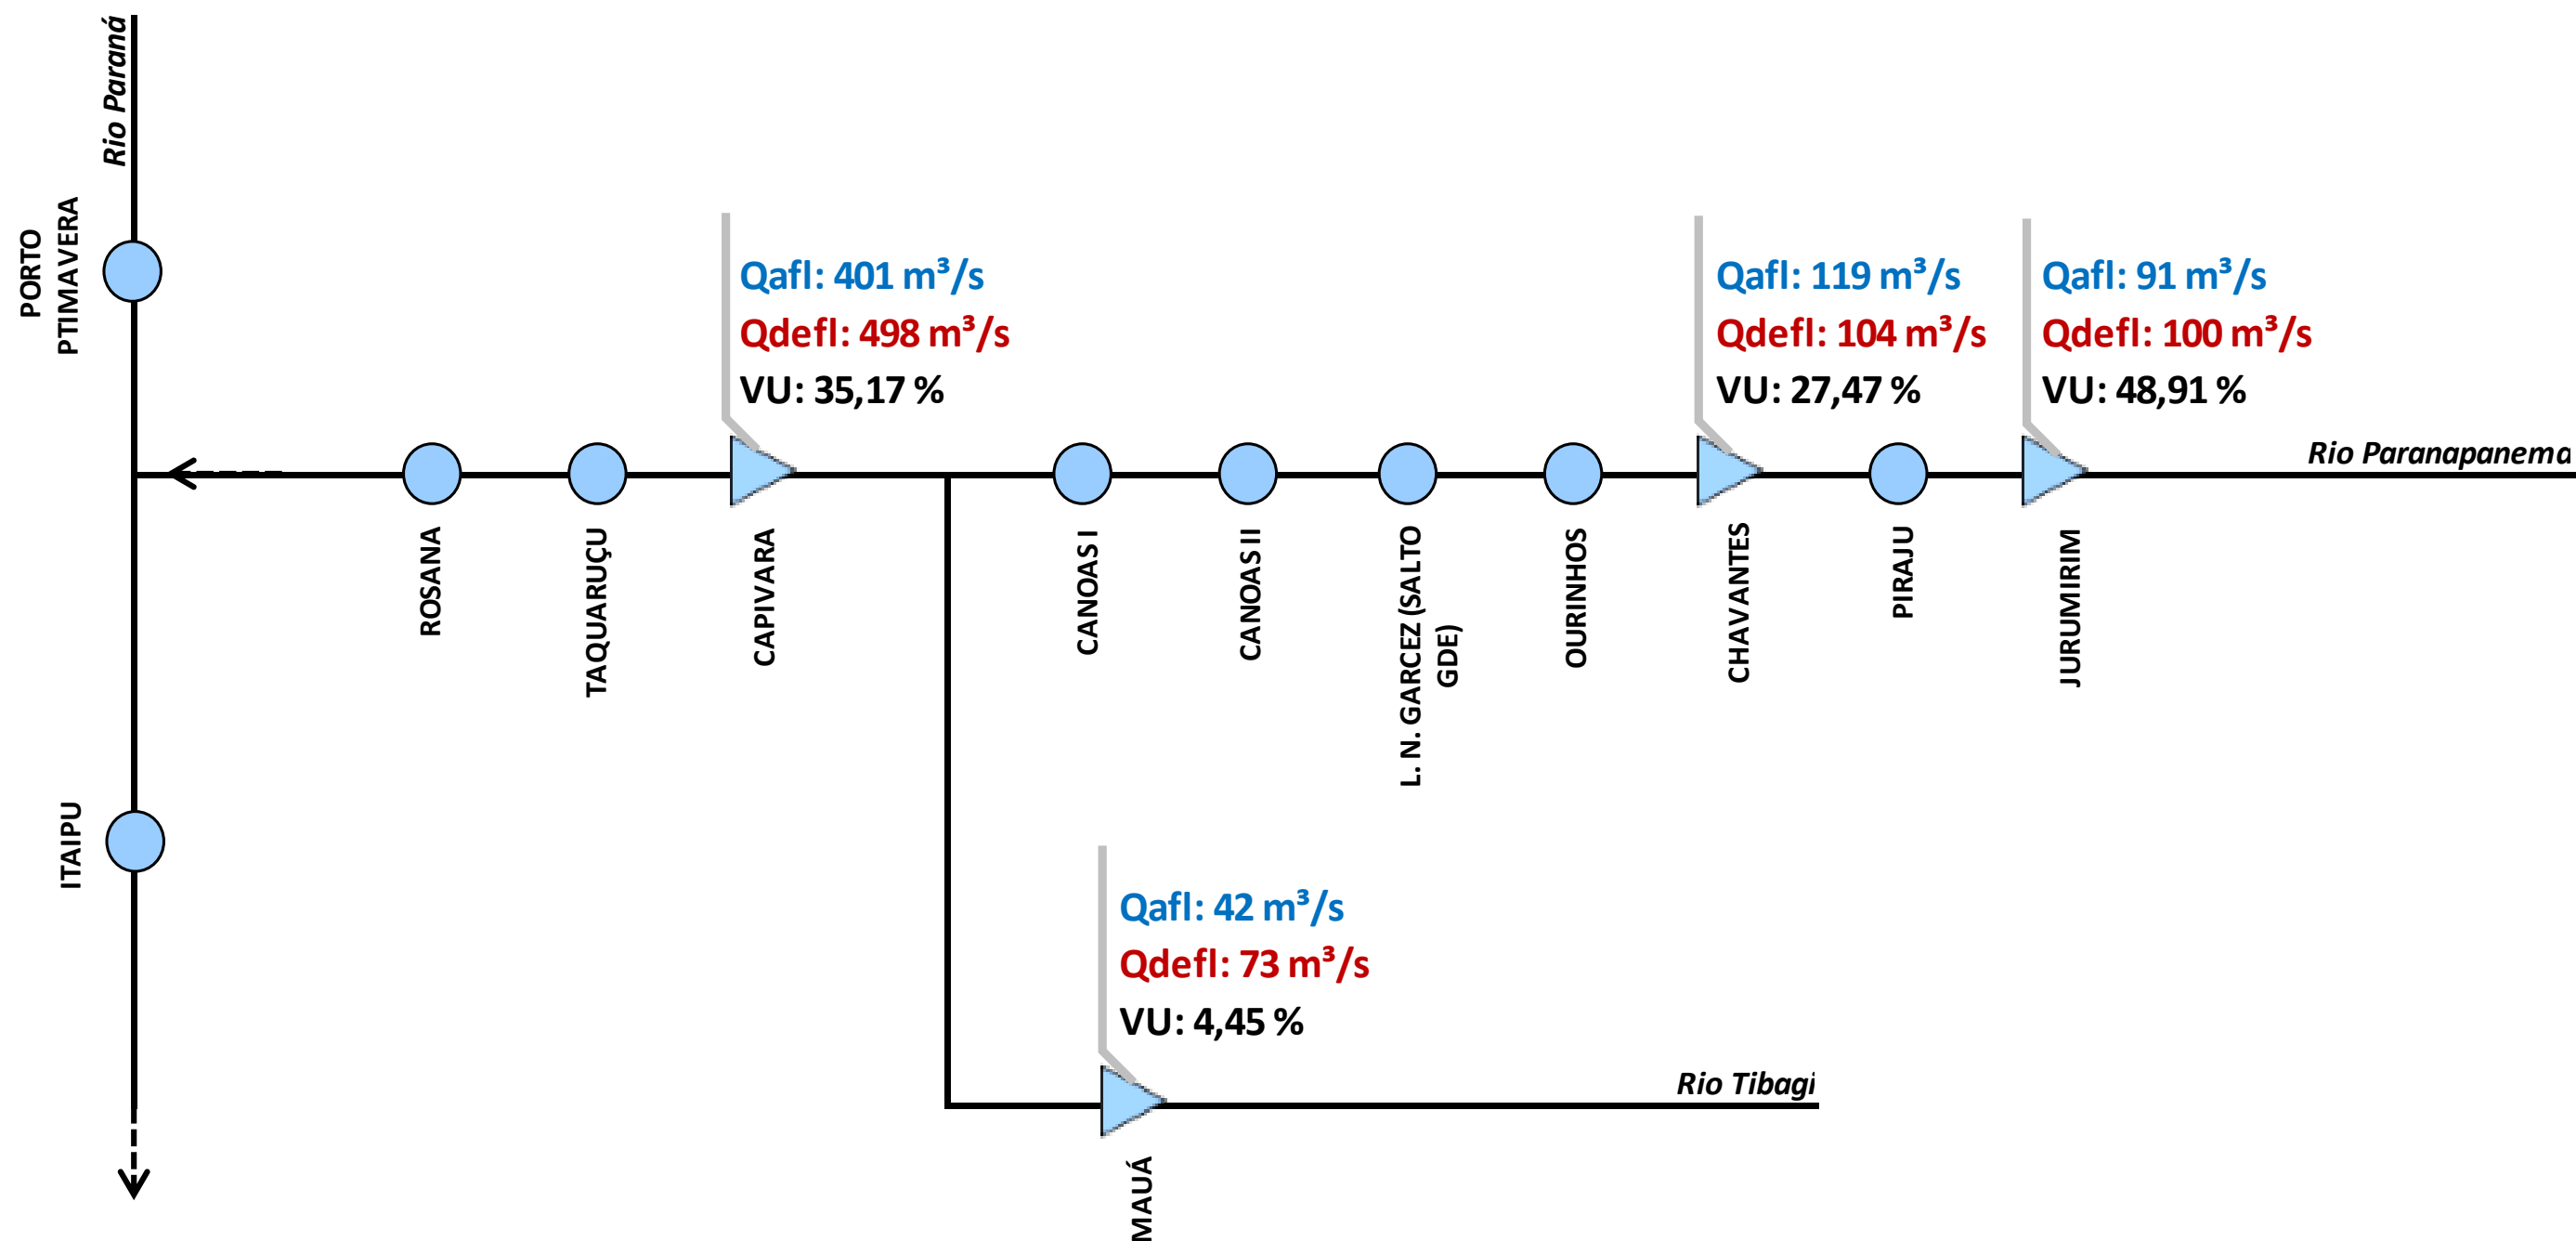 Rio Paraná
PORTO
PTIMAVERA
Qafl: 401 m³/s
Qdefl: 498 m³/s
VU: 35,17 %
Qafl: 119 m³/s
Qdefl: 104 m³/s
VU: 27,47 %
Qafl: 91 m³/s
Qdefl: 100 m³/s
VU: 48,91 %
Rio Paranapanema
ROSANA
TAQUARUÇU
CAPIVARA
CANOAS I
CANOAS II
L. N. GARCEZ (SALTO
GDE)
OURINHOS
CHAVANTES
PIRAJU
JURUMIRIM
ITAIPU
Qafl: 42 m³/s
Qdefl: 73 m³/s
VU: 4,45 %
Rio Tibagi
MAUÁ